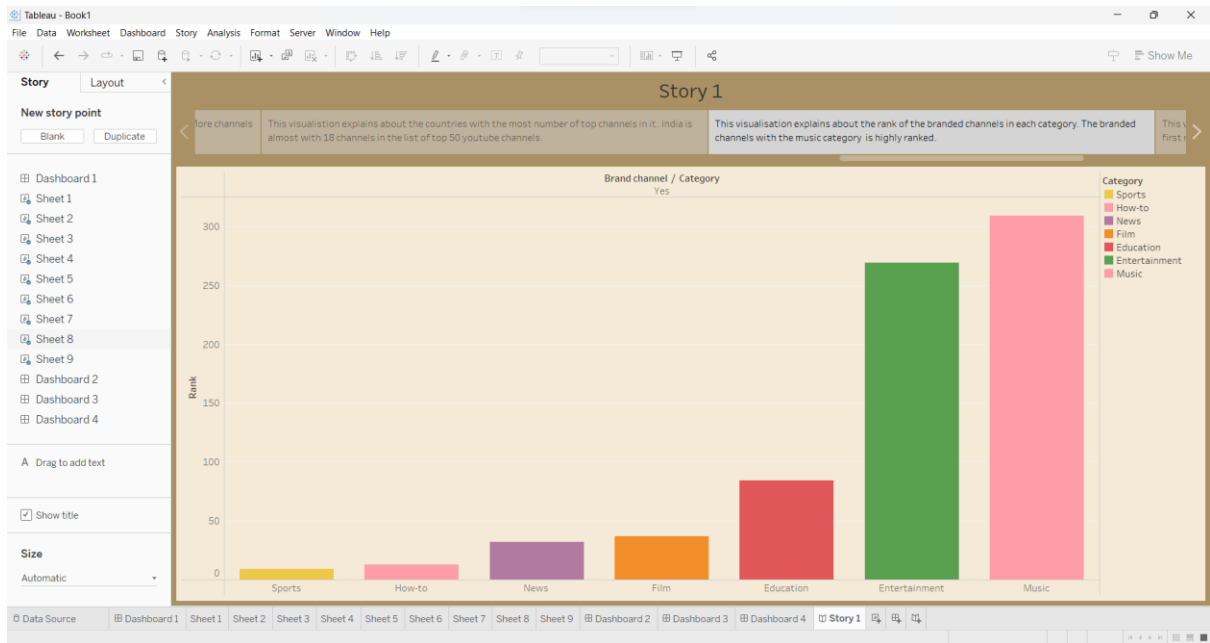 Tableau - Book1
File Data Worksheet Dashboard Story Analysis Format Server Window Help
Show Me
Story Layout
New story point
Blank Duplicate
Dashboard 1
Sheet 1
Sheet 2
Sheet 3
Sheet 4
Sheet 5
Sheet 6
Sheet 7
Sheet 8
Sheet 9
Dashboard 2
Dashboard 3
Dashboard 4
A Drag to add text
Show title
Size
Automatic
Story 1
channels
This visualistion explains about the countries with the most number of top channels in it. India is
almost with 18 channels in the list of top 50 youtube channels.
This visualisation explains about the rank of the branded channels in each category. The branded
channels with the music category is highly ranked.
first
Brand channel / Category
Yes
Rank
300
250
200
150
100
50
0
Sports How-to News Film Education Entertainment Music
Category
Sports
How-to
News
Film
Education
Entertainment
Music
Data Source Dashboard 1 Sheet 1 Sheet 2 Sheet 3 Sheet 4 Sheet 5 Sheet 6 Sheet 7 Sheet 8 Sheet 9 Dashboard 2 Dashboard 3 Dashboard 4 Story 1